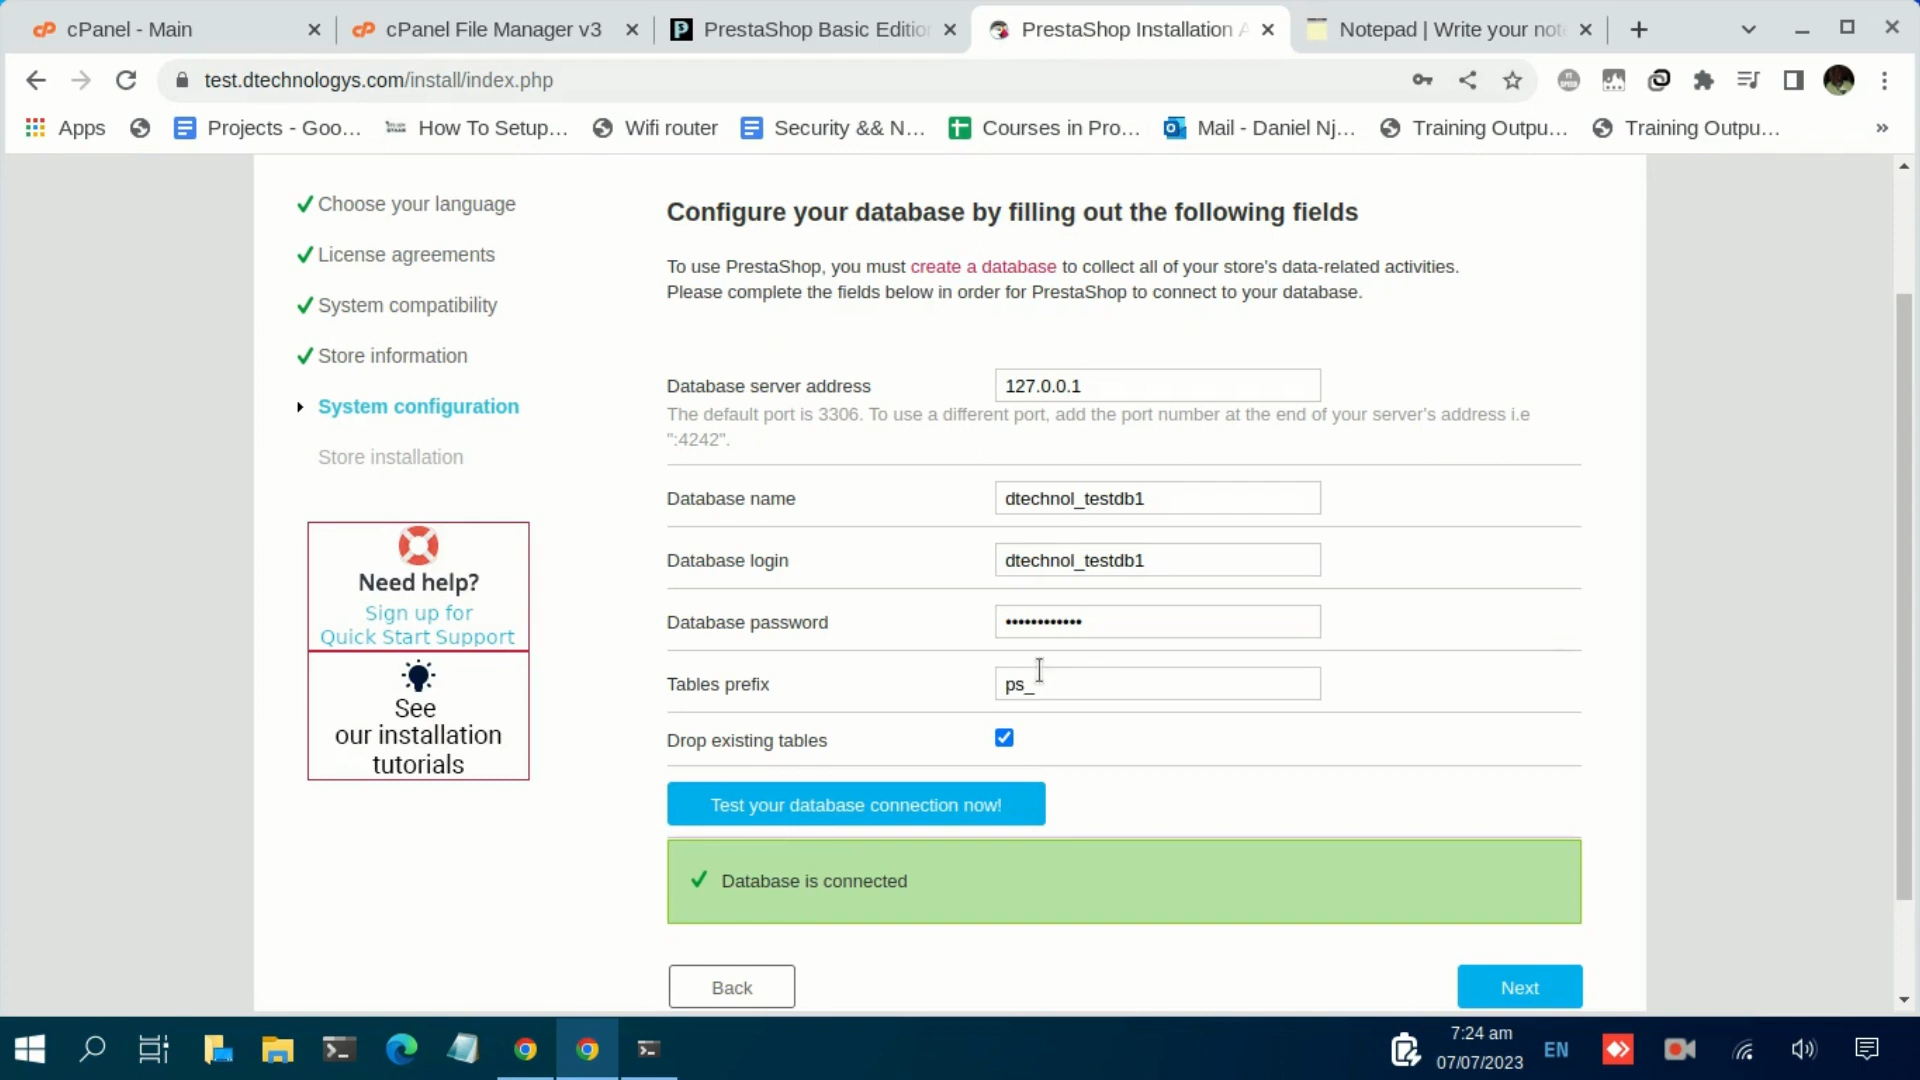 cPanel - Main
cPanel File Manager v3
PrestaShop Basic Editio
PrestaShop Installation A
Notepad | Write your not
test.dtechnologys.com/install/index.php
Apps
Projects - Goo...
How To Setup,...
Wifi router
Security && N...
Courses in Pro...
Mail - Daniel Nj...
Training Outpu...
Training Outpu...
»
Choose your language
License agreements
System compatibility
Store information
System configuration
Store installation
Need help?
Sign up for
Quick Start Support
See
our installation
tutorials
Configure your database by filling out the following fields
To use PrestaShop, you must create a database to collect all of your store's data-related activities.
Please complete the fields below in order for PrestaShop to connect to your database.
Database server address
127.0.0.1
The default port is 3306. To use a different port, add the port number at the end of your server's address i.e
":4242".
Database name
dtechnol_testdb1
Database login
dtechnol_testdb1
Database password
••••••••••••
Tables prefix
ps_
Drop existing tables
Test your database connection now!
Database is connected
Back
Next
7:24 am
07/07/2023
EN